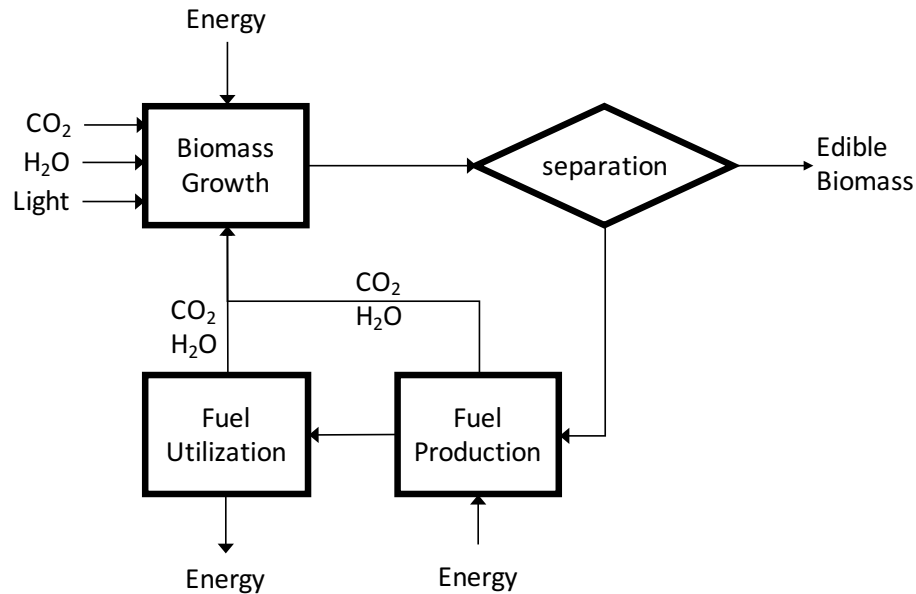 Energy
CO₂
H₂O
Light
Biomass
Growth
separation
Edible
Biomass
CO₂
H₂O
CO₂
H₂O
Fuel
Utilization
Fuel
Production
Energy
Energy